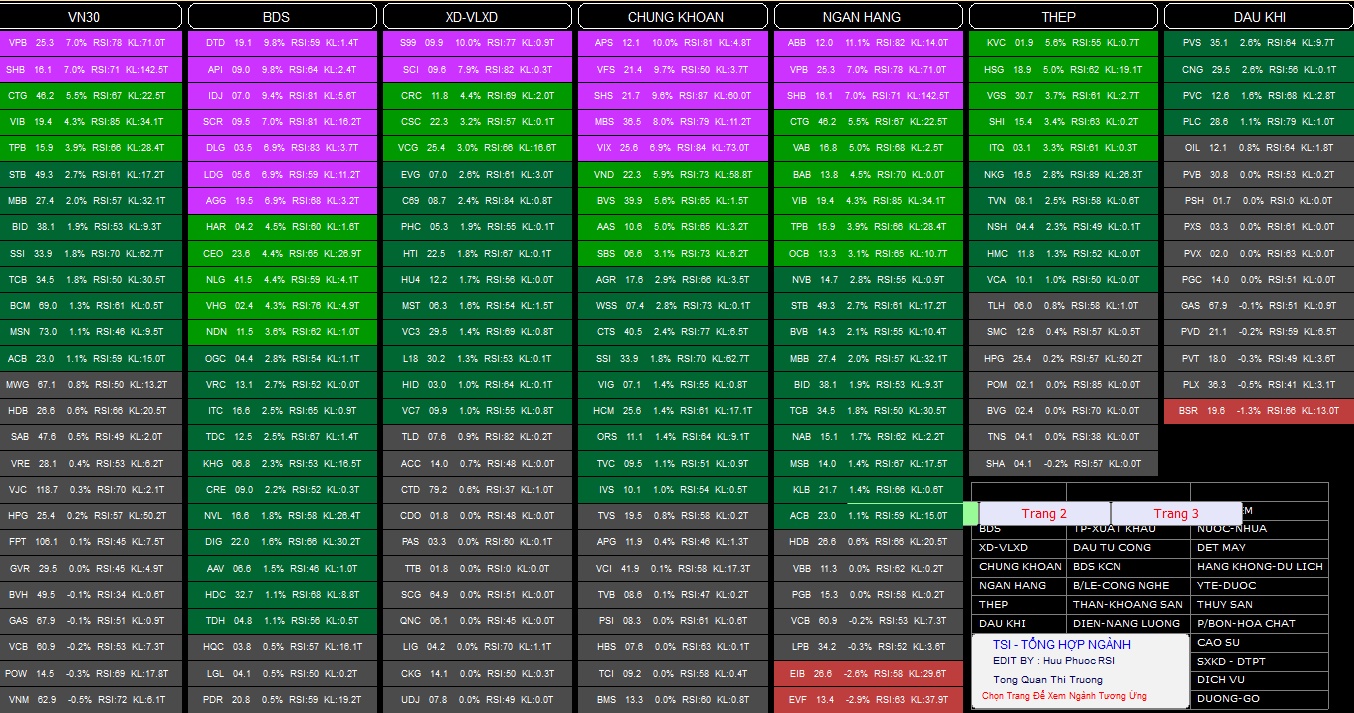 VN30
VPB 25.3 7.0% RSI:78 KL:71.0T
SHB 16.1 7.0% RSI:71 KL:142.5T
CTG 46.2 5.5% RSI:67 KL:22.5T
VIB 19.4 4.3% RSI:85 KL:34.1T
TPB 15.9 3.9% RSI:66 KL:28.4T
STB 49.3 2.7% RSI:61 KL:17.2T
MBB 27.4 2.0% RSI:57 KL:32.1T
BID 38.1 1.9% RSI:53 KL:9.3T
SSI 33.9 1.8% RSI:70 KL:62.7T
TCB 34.5 1.8% RSI:50 KL:30.5T
BCM 69.0 1.3% RSI:61 KL:0.5T
MSN 73.0 1.1% RSI:46 KL:9.5T
ACB 23.0 1.1% RSI:59 KL:15.0T
MWG 67.1 0.8% RSI:50 KL:13.2T
HDB 26.6 0.6% RSI:66 KL:20.5T
SAB 47.6 0.5% RSI:49 KL:2.0T
VRE 28.1 0.4% RSI:53 KL:6.2T
VJC 118.7 0.3% RSI:70 KL:2.1T
HPG 25.4 0.2% RSI:57 KL:50.2T
FPT 106.1 0.1% RSI:45 KL:7.5T
GVR 29.5 0.0% RSI:45 KL:4.9T
BVH 49.5 -0.1% RSI:34 KL:0.6T
GAS 67.9 -0.1% RSI:51 KL:0.9T
VCB 60.9 -0.2% RSI:53 KL:7.3T
POW 14.5 -0.3% RSI:69 KL:17.8T
VNM 62.9 -0.5% RSI:72 KL:6.1T
BDS
DTD 19.1 9.8% RSI:59 KL:1.4T
API 09.0 9.8% RSI:64 KL:2.4T
IDJ 07.0 9.4% RSI:81 KL:5.6T
SCR 09.5 7.0% RSI:81 KL:16.2T
DLG 03.5 6.9% RSI:83 KL:3.7T
LDG 05.6 6.9% RSI:59 KL:11.2T
AGG 19.5 6.9% RSI:68 KL:3.2T
HAR 04.2 4.5% RSI:60 KL:1.6T
CEO 23.6 4.4% RSI:65 KL:26.9T
NLG 41.5 4.4% RSI:59 KL:4.1T
VHG 02.4 4.3% RSI:76 KL:4.9T
NDN 11.5 3.6% RSI:62 KL:1.0T
OGC 04.4 2.8% RSI:54 KL:1.1T
VRC 13.1 2.7% RSI:52 KL:0.0T
ITC 16.6 2.5% RSI:65 KL:0.9T
TDC 12.5 2.5% RSI:67 KL:1.4T
KHG 06.8 2.3% RSI:53 KL:16.5T
CRE 09.0 2.2% RSI:52 KL:0.3T
NVL 16.6 1.8% RSI:58 KL:26.4T
DIG 22.0 1.6% RSI:66 KL:30.2T
AAV 06.6 1.5% RSI:46 KL:1.0T
HDC 32.7 1.1% RSI:68 KL:8.8T
TDH 04.8 1.1% RSI:56 KL:0.5T
HQC 03.8 0.5% RSI:57 KL:16.1T
LGL 04.1 0.5% RSI:50 KL:0.2T
PDR 20.8 0.5% RSI:50 KL:19.2T
XD-VLXD
S99 09.9 10.0% RSI:77 KL:0.9T
SCI 09.6 7.9% RSI:82 KL:0.3T
CRC 11.8 4.4% RSI:69 KL:2.0T
CSC 22.3 3.2% RSI:57 KL:0.1T
VCG 25.4 3.0% RSI:66 KL:16.6T
EVG 07.0 2.6% RSI:61 KL:3.0T
C69 08.7 2.4% RSI:84 KL:0.8T
PHC 05.3 1.9% RSI:55 KL:0.1T
HTI 22.5 1.8% RSI:67 KL:0.1T
HU4 12.2 1.7% RSI:56 KL:0.0T
MST 06.3 1.6% RSI:54 KL:1.5T
VC3 29.5 1.4% RSI:69 KL:0.8T
L18 30.2 1.3% RSI:53 KL:0.1T
HID 03.0 1.0% RSI:64 KL:0.1T
VC7 09.9 1.0% RSI:55 KL:0.8T
TLD 07.6 0.9% RSI:82 KL:0.2T
ACC 14.0 0.7% RSI:48 KL:0.0T
CTD 79.2 0.6% RSI:37 KL:1.0T
CDO 01.8 0.0% RSI:48 KL:0.0T
PAS 03.3 0.0% RSI:60 KL:0.1T
TTB 01.8 0.0% RSI:0 KL:0.0T
SCG 64.9 0.0% RSI:51 KL:0.0T
QNC 06.1 0.0% RSI:45 KL:0.0T
LIG 04.2 0.0% RSI:70 KL:1.1T
CKG 14.1 0.0% RSI:50 KL:0.3T
UDJ 07.8 0.0% RSI:49 KL:0.0T
CHUNG KHOAN
APS 12.1 10.0% RSI:81 KL:4.8T
VFS 21.4 9.7% RSI:50 KL:3.7T
SHS 21.7 9.6% RSI:87 KL:60.0T
MBS 36.5 8.0% RSI:79 KL:11.2T
VIX 25.6 6.9% RSI:84 KL:73.0T
VND 22.3 5.9% RSI:73 KL:58.8T
BVS 39.9 5.6% RSI:65 KL:1.5T
AAS 10.6 5.0% RSI:65 KL:3.2T
SBS 06.6 3.1% RSI:73 KL:6.2T
AGR 17.6 2.9% RSI:66 KL:3.5T
WSS 07.4 2.8% RSI:73 KL:0.1T
CTS 40.5 2.4% RSI:77 KL:6.5T
SSI 33.9 1.8% RSI:70 KL:62.7T
VIG 07.1 1.4% RSI:55 KL:0.8T
HCM 25.6 1.4% RSI:61 KL:17.1T
ORS 11.1 1.4% RSI:64 KL:9.1T
TVC 09.5 1.1% RSI:51 KL:0.9T
IVS 10.1 1.0% RSI:54 KL:0.5T
TVS 19.5 0.8% RSI:58 KL:0.2T
APG 11.9 0.4% RSI:46 KL:1.3T
VCI 41.9 0.1% RSI:58 KL:17.3T
TVB 08.6 0.1% RSI:47 KL:0.2T
PSI 08.3 0.0% RSI:61 KL:0.6T
HBS 07.6 0.0% RSI:63 KL:0.1T
TCI 09.2 0.0% RSI:58 KL:0.4T
BMS 13.3 0.0% RSI:60 KL:0.8T
NGAN HANG
ABB 12.0 11.1% RSI:82 KL:14.0T
VPB 25.3 7.0% RSI:78 KL:71.0T
SHB 16.1 7.0% RSI:71 KL:142.5T
CTG 46.2 5.5% RSI:67 KL:22.5T
VAB 16.8 5.0% RSI:68 KL:2.5T
BAB 13.8 4.5% RSI:70 KL:0.0T
VIB 19.4 4.3% RSI:85 KL:34.1T
TPB 15.9 3.9% RSI:66 KL:28.4T
OCB 13.3 3.1% RSI:65 KL:10.7T
NVB 14.7 2.8% RSI:55 KL:0.9T
STB 49.3 2.7% RSI:61 KL:17.2T
BVB 14.3 2.1% RSI:55 KL:10.4T
MBB 27.4 2.0% RSI:57 KL:32.1T
BID 38.1 1.9% RSI:53 KL:9.3T
TCB 34.5 1.8% RSI:50 KL:30.5T
NAB 15.1 1.7% RSI:62 KL:2.2T
MSB 14.0 1.4% RSI:67 KL:17.5T
KLB 21.7 1.4% RSI:66 KL:0.6T
ACB 23.0 1.1% RSI:59 KL:15.0T
HDB 26.6 0.6% RSI:66 KL:20.5T
VBB 11.3 0.0% RSI:62 KL:0.2T
PGB 15.3 0.0% RSI:58 KL:0.2T
VCB 60.9 -0.2% RSI:53 KL:7.3T
LPB 34.2 -0.3% RSI:52 KL:3.6T
EIB 26.6 -2.6% RSI:58 KL:29.6T
EVF 13.4 -2.9% RSI:63 KL:37.9T
THEP
KVC 01.9 5.6% RSI:55 KL:0.7T
HSG 18.9 5.0% RSI:62 KL:19.1T
VGS 30.7 3.7% RSI:61 KL:2.7T
SHI 15.4 3.4% RSI:63 KL:0.2T
ITQ 03.1 3.3% RSI:61 KL:0.3T
NKG 16.5 2.8% RSI:89 KL:26.3T
TVN 08.1 2.5% RSI:58 KL:0.6T
NSH 04.4 2.3% RSI:49 KL:0.1T
HMC 11.8 1.3% RSI:52 KL:0.0T
VCA 10.1 1.0% RSI:50 KL:0.0T
TLH 06.0 0.8% RSI:58 KL:1.0T
SMC 12.6 0.4% RSI:57 KL:0.5T
HPG 25.4 0.2% RSI:57 KL:50.2T
POM 02.1 0.0% RSI:85 KL:0.0T
BVG 02.4 0.0% RSI:70 KL:0.0T
TNS 04.1 0.0% RSI:38 KL:0.0T
SHA 04.1 -0.2% RSI:57 KL:0.0T
DAU KHI
PVS 35.1 2.6% RSI:64 KL:9.7T
CNG 29.5 2.6% RSI:56 KL:0.1T
PVC 12.6 1.6% RSI:68 KL:2.8T
PLC 28.6 1.1% RSI:79 KL:1.0T
OIL 12.1 0.8% RSI:64 KL:1.8T
PVB 30.8 0.0% RSI:53 KL:0.2T
PSH 01.7 0.0% RSI:0 KL:0.0T
PXS 03.3 0.0% RSI:61 KL:0.0T
PVX 02.0 0.0% RSI:63 KL:0.0T
PGC 14.0 0.0% RSI:51 KL:0.0T
GAS 67.9 -0.1% RSI:51 KL:0.9T
PVD 21.1 -0.2% RSI:59 KL:6.5T
PVT 18.0 -0.3% RSI:49 KL:3.6T
PLX 36.3 -0.5% RSI:41 KL:3.1T
BSR 19.6 -1.3% RSI:66 KL:13.0T
Trang 2 Trang 3 EM
BDS TP-XUAT KHAU NUOC-NHUA
XD-VLXD DAU TU CONG DET MAY
CHUNG KHOAN BDS KCN HANG KHONG-DU LICH
NGAN HANG B/LE-CONG NGHE YTE-DUOC
THEP THAN-KHOANG SAN THUY SAN
DAU KHI DIEN-NANG LUONG P/BON-HOA CHAT
CAO SU
SXKD - DTPT
DICH VU
DUONG-GO
TSI - TỔNG HỢP NGÀNH
EDIT BY : Huu Phuoc RSI
Tong Quan Thi Truong
Chọn Trang Để Xem Ngành Tương Ứng